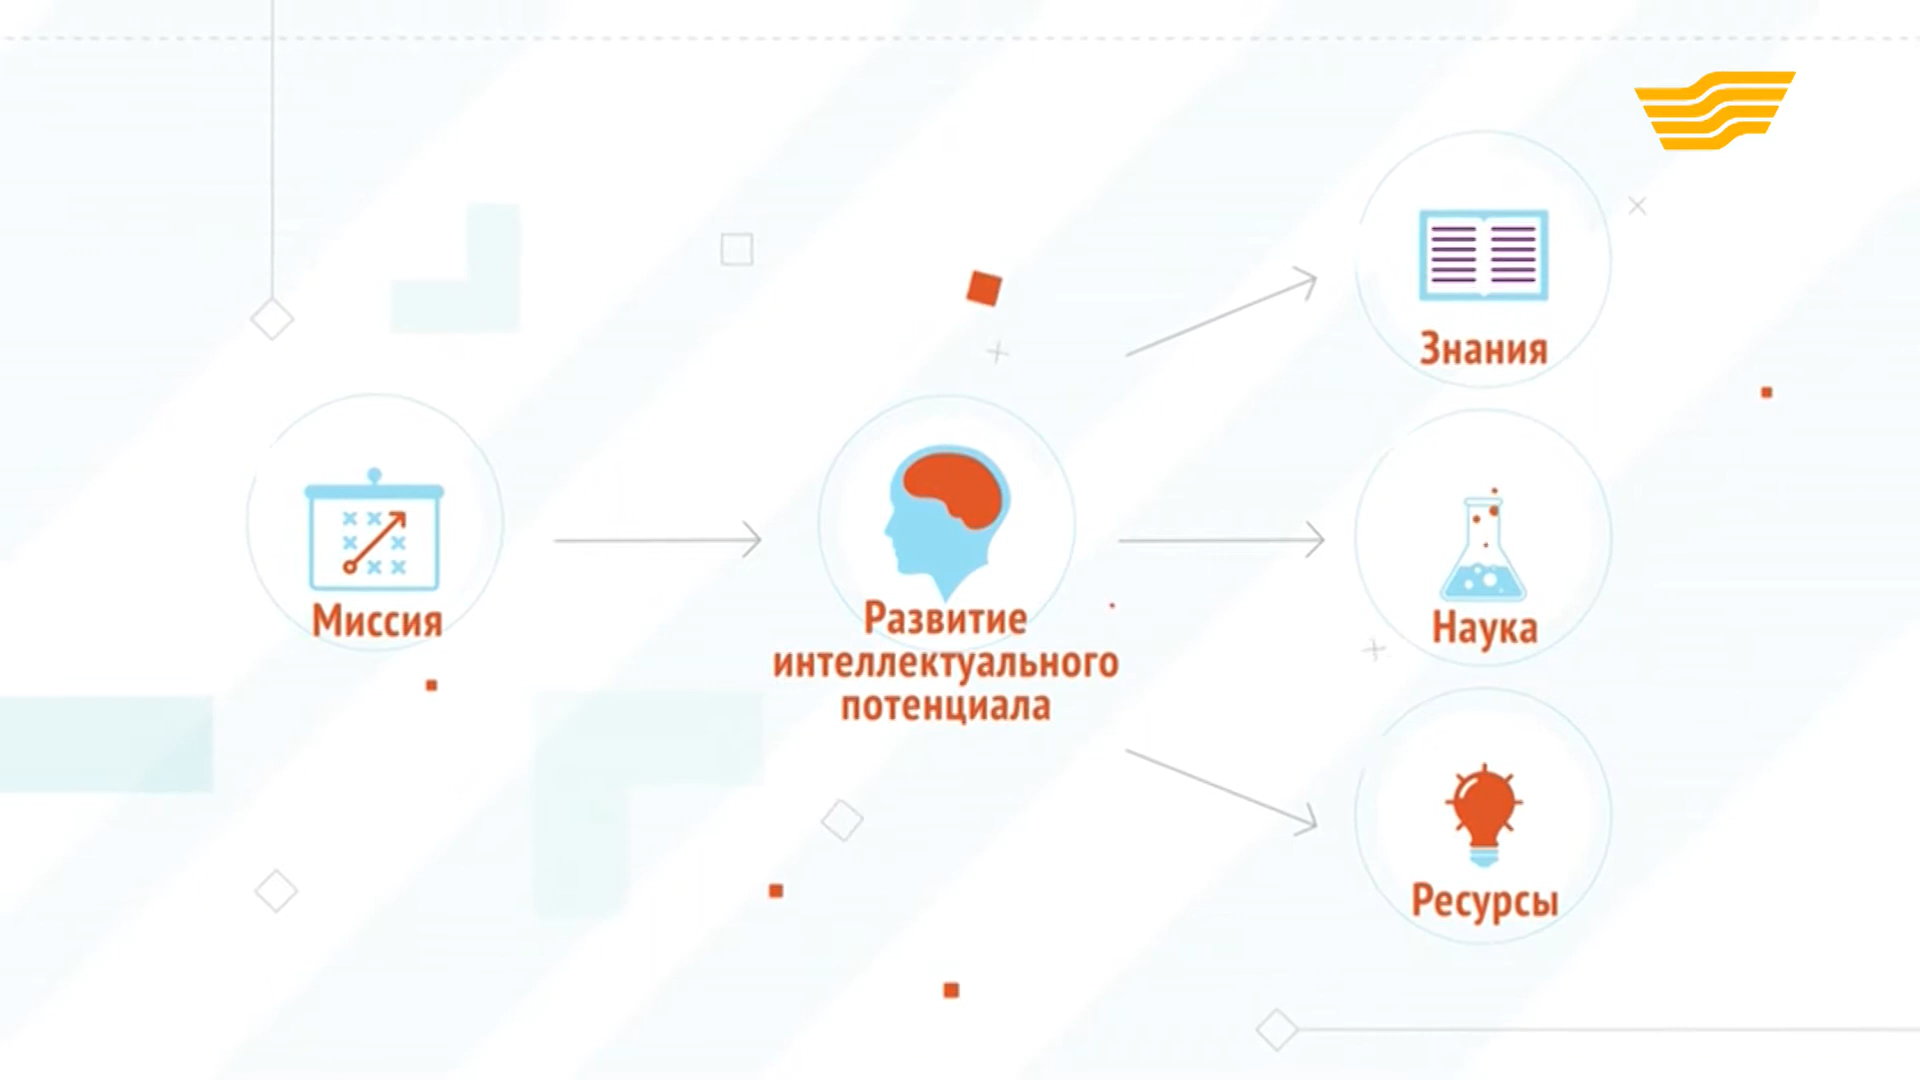 Миссия
Развитие
интеллектуального
потенциала
Знания
Наука
Ресурсы